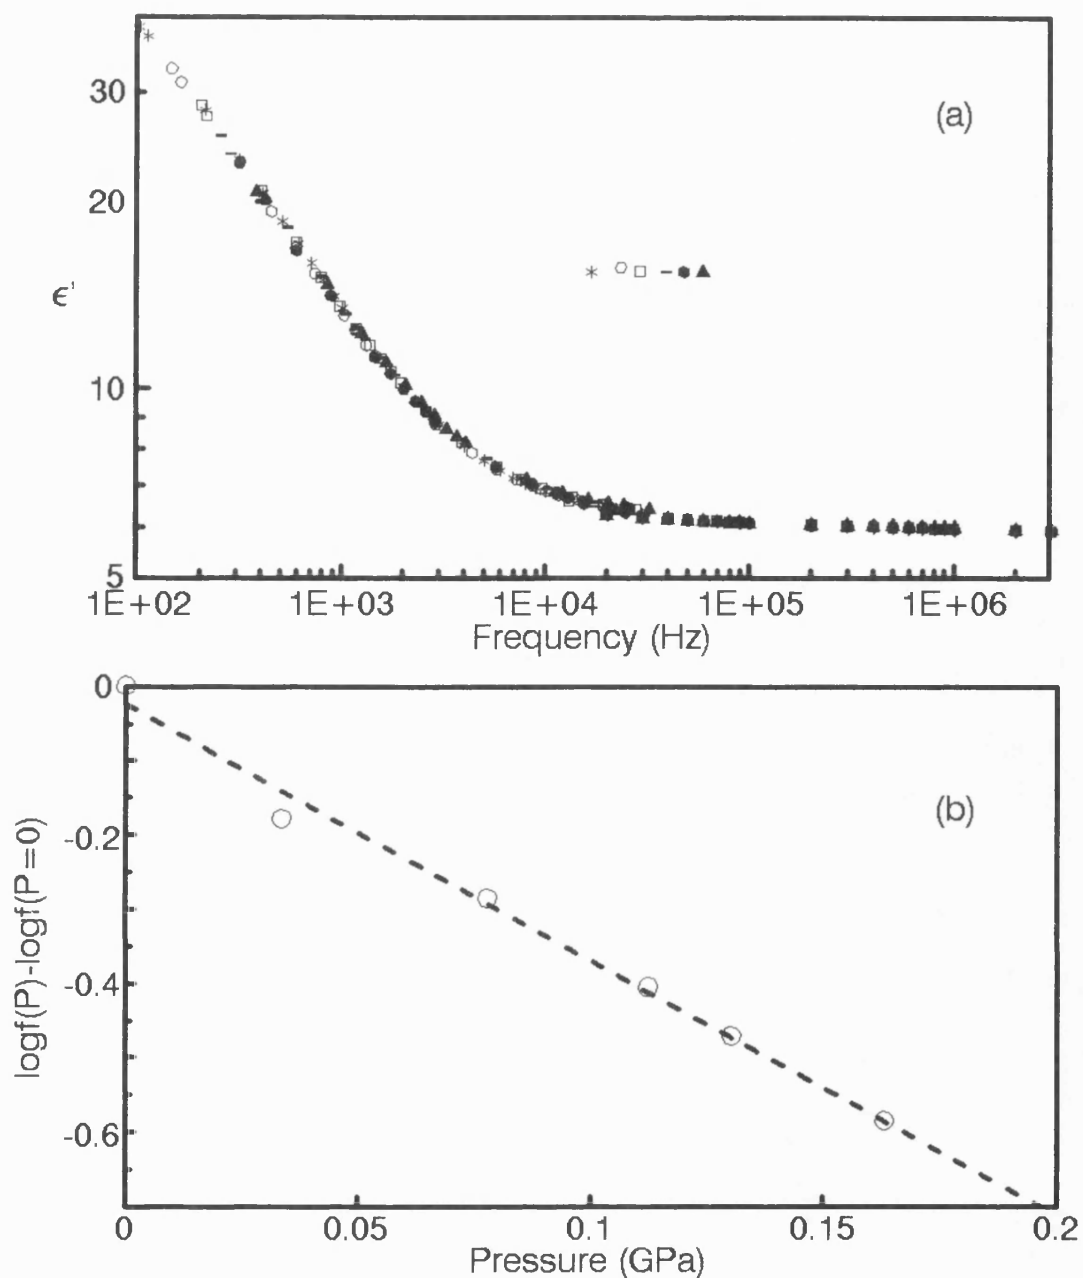 30
(a)
20
ϵ'
10
5
1E+02 1E+03 1E+04 1E+05 1E+06
Frequency (Hz)
0
(b)
-0.2
logf(P)-logf(P=0)
-0.4
-0.6
0 0.05 0.1 0.15 0.2
Pressure (GPa)